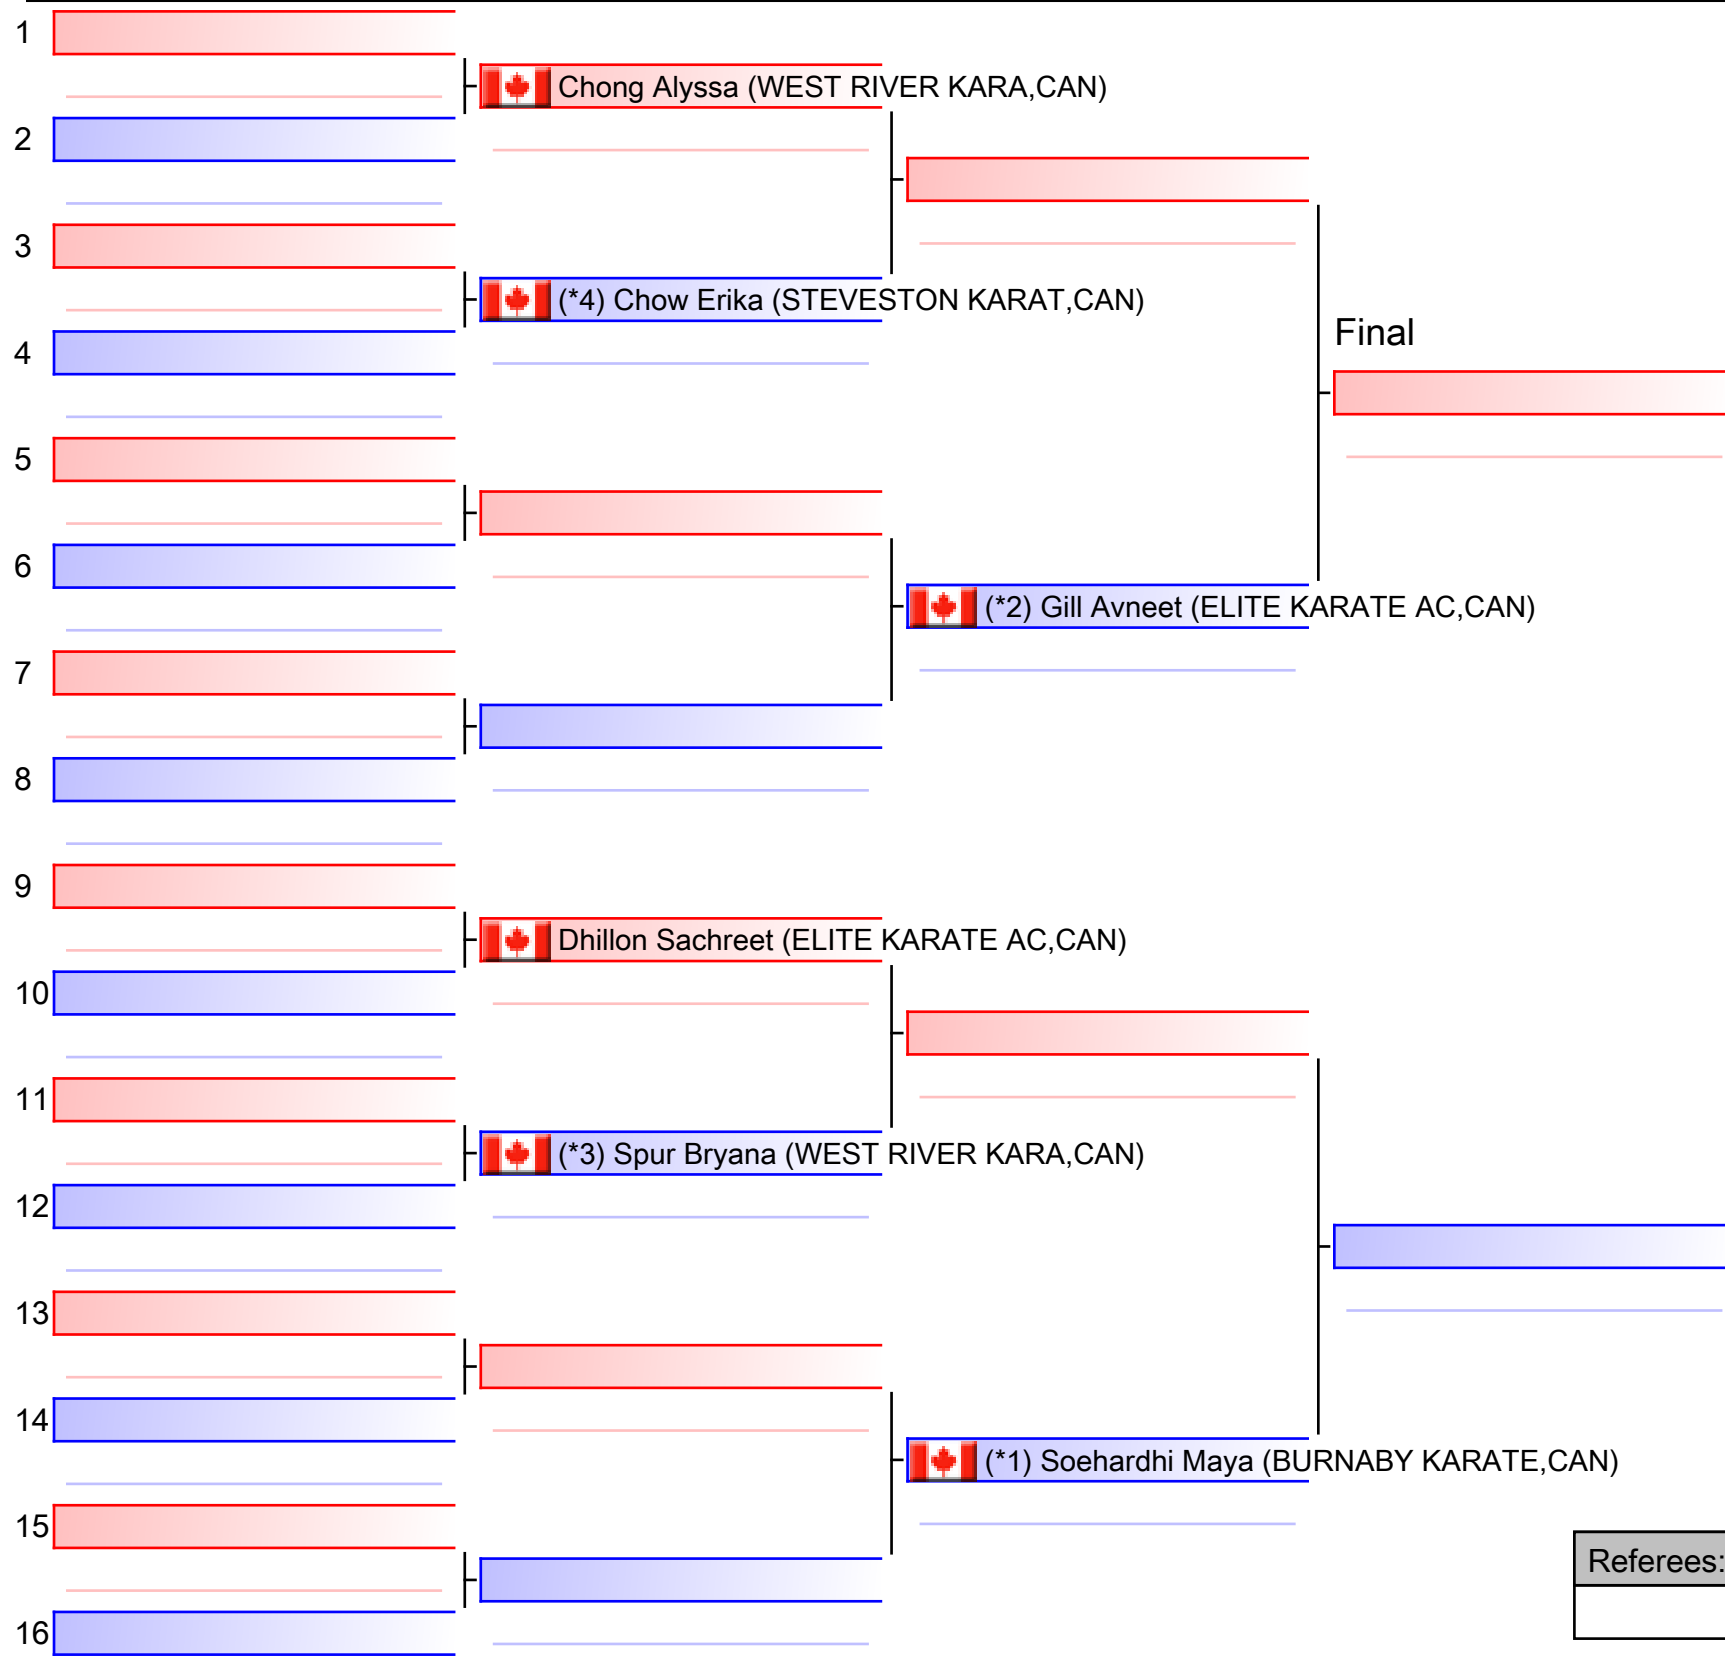 1
Chong Alyssa (WEST RIVER KARA,CAN)
2
3
(*4) Chow Erika (STEVESTON KARAT,CAN)
Final
4
5
6
(*2) Gill Avneet (ELITE KARATE AC,CAN)
7
8
9
Dhillon Sachreet (ELITE KARATE AC,CAN)
10
11
(*3) Spur Bryana (WEST RIVER KARA,CAN)
12
13
14
(*1) Soehardhi Maya (BURNABY KARATE,CAN)
15
Referees:
16